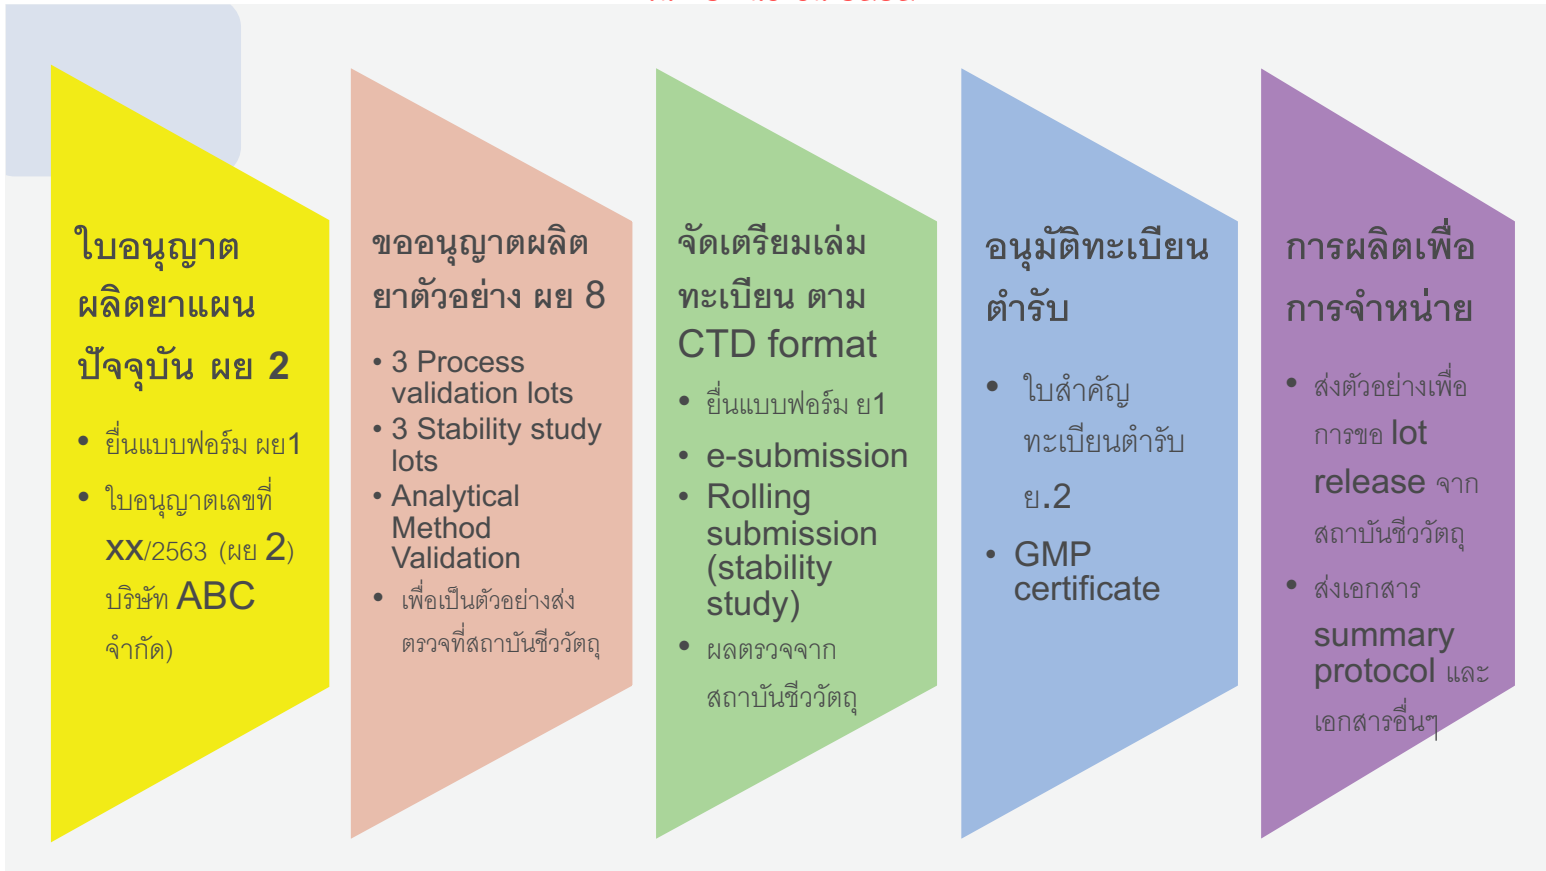 ใบอนุญาต
ผลิตยาแผน
ปัจจุบัน ผย 2
• ยื่นแบบฟอร์ม ผย1
• ใบอนุญาตเลขที่
xx/2563 (ผย 2)
บริษัท ABC
จำกัด)
ขออนุญาตผลิต
ยาตัวอย่าง ผย 8
• 3 Process
validation lots
• 3 Stability study
lots
• Analytical
Method
Validation
• เพื่อเป็นตัวอย่างส่ง
ตรวจที่สถาบันชีววัตถุ
จัดเตรียมเล่ม
ทะเบียน ตาม
CTD format
• ยื่นแบบฟอร์ม ย1
• e-submission
• Rolling
submission
(stability
study)
• ผลตรวจจาก
สถาบันชีววัตถุ
อนุมัติทะเบียน
ตำรับ
• ใบสำคัญ
ทะเบียนตำรับ
ย.2
• GMP
certificate
การผลิตเพื่อ
การจำหน่าย
• ส่งตัวอย่างเพื่อ
การขอ lot
release จาก
สถาบันชีววัตถุ
• ส่งเอกสาร
summary
protocol และ
เอกสารอื่นๆ